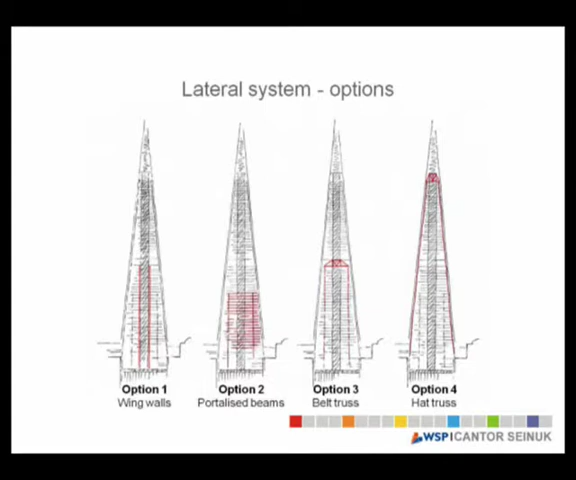 Lateral system - options
Option 1
Wing walls
Option 2
Portalised beams
Option 3
Belt truss
Option 4
Hat truss
WSP|CANTOR SEINUK